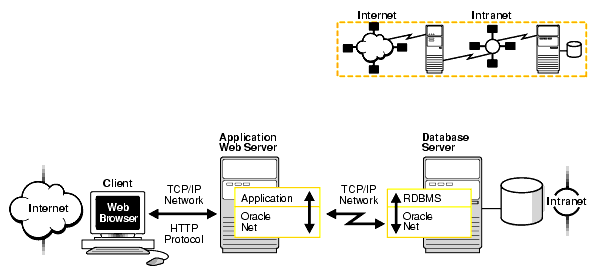 Internet
Intranet
Application
Web Server
Database
Server
Client
TCP/IP
Network
HTTP
Protocol
TCP/IP
Network
Internet
Web
Browser
Application
Oracle
Net
RDBMS
Oracle
Net
Intranet